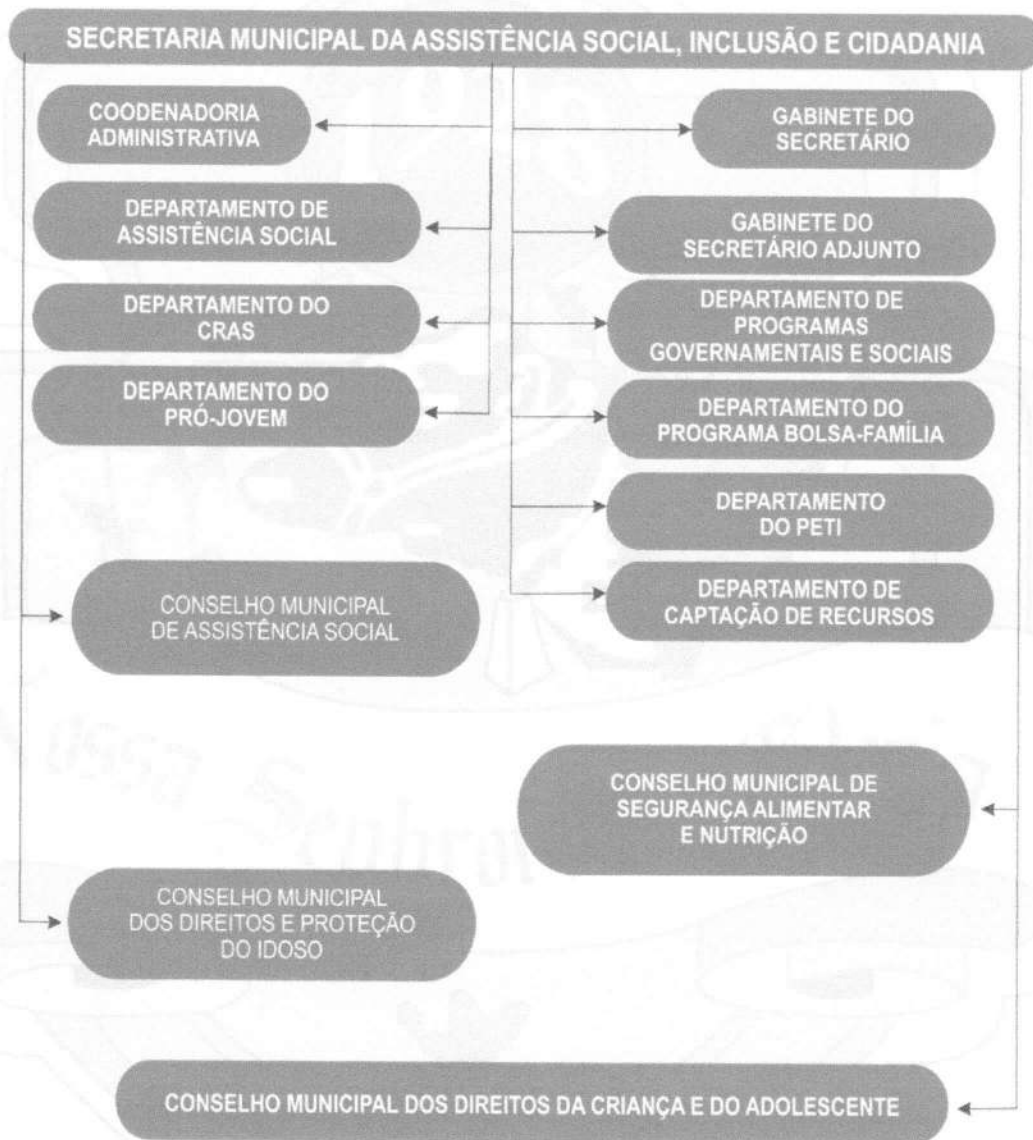 SECRETARIA MUNICIPAL DA ASSISTÊNCIA SOCIAL, INCLUSÃO E CIDADANIA
COODENADORIA
ADMINISTRATIVA
GABINETE DO
SECRETÁRIO
DEPARTAMENTO DE
ASSISTÊNCIA SOCIAL
GABINETE DO
SECRETÁRIO ADJUNTO
DEPARTAMENTO DO
CRAS
DEPARTAMENTO DE
PROGRAMAS
GOVERNAMENTAIS E SOCIAIS
DEPARTAMENTO DO
PRÓ-JOVEM
DEPARTAMENTO DO
PROGRAMA BOLSA-FAMÍLIA
DEPARTAMENTO
DO PETI
CONSELHO MUNICIPAL
DE ASSISTÊNCIA SOCIAL
DEPARTAMENTO DE
CAPTAÇÃO DE RECURSOS
CONSELHO MUNICIPAL DE
SEGURANÇA ALIMENTAR
E NUTRIÇÃO
CONSELHO MUNICIPAL
DOS DIREITOS E PROTEÇÃO
DO IDOSO
CONSELHO MUNICIPAL DOS DIREITOS DA CRIANÇA E DO ADOLESCENTE